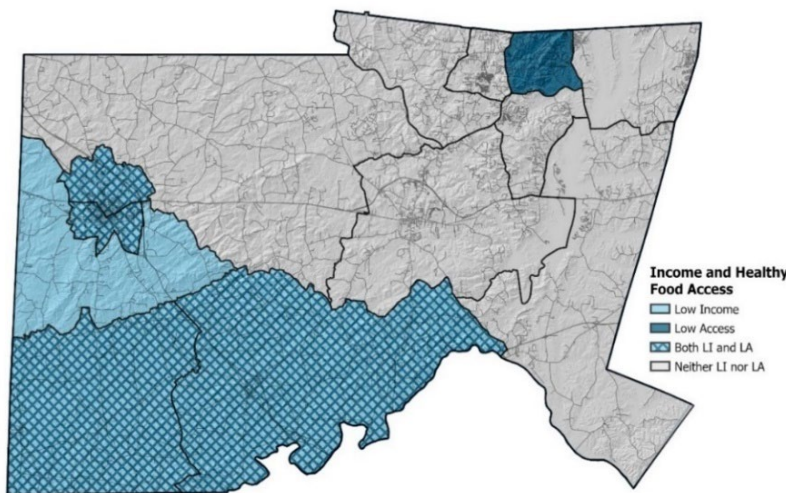 Income and Healthy
Food Access
Low Income
Low Access
Both LI and LA
Neither LI nor LA